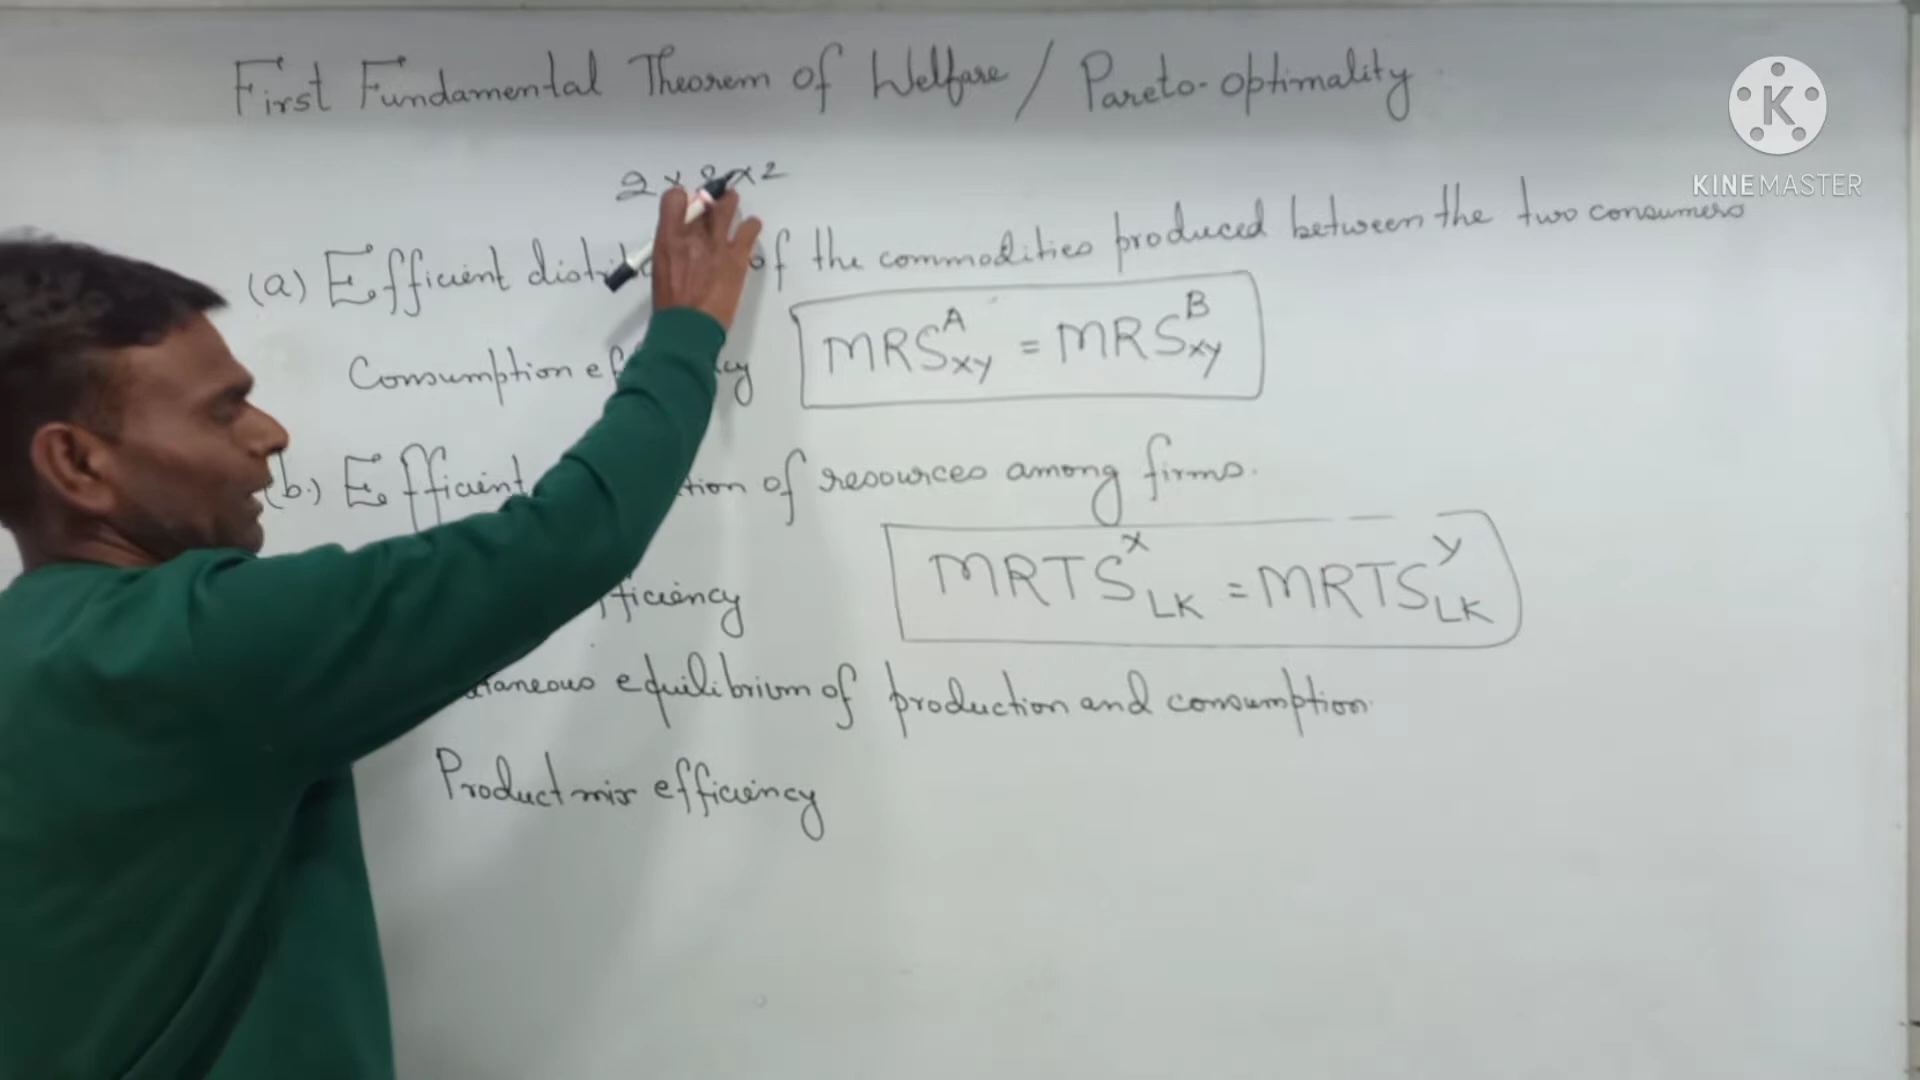 First Fundamental Theorem of Welfare / Pareto-optimality.
2 x 2 x 2
(a) Efficient of the commodities produced between the two consumers
Consumption
MRS^A_xy = MRS^B_xy
(b.) Efficient of resources among firms.
MRTS^x_LK = MRTS^y_LK
equilibrium of production and consumption.
Product mix efficiency
K
KINEMASTER